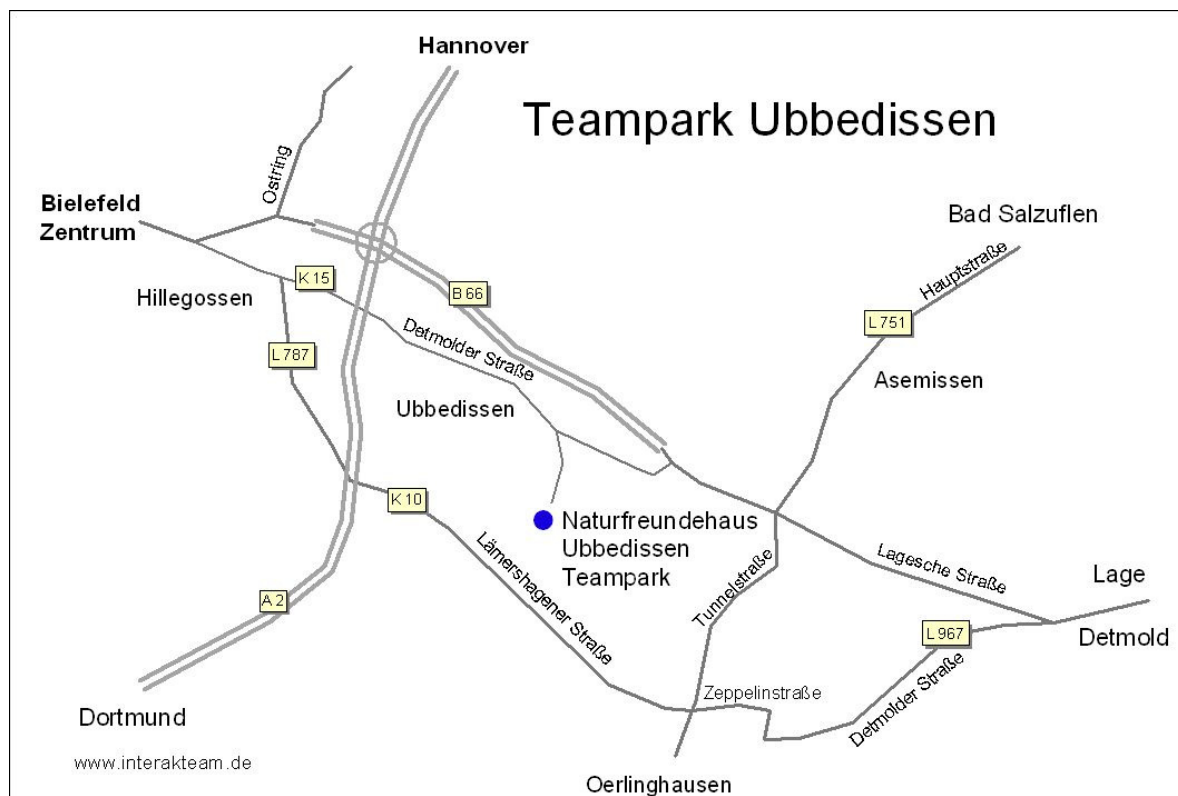 Hannover
Teampark Ubbedissen
Ostring
Bielefeld
Zentrum
Bad Salzuflen
Hauptstraße
K 15
B 66
Hillegossen
L 751
Detmolder Straße
L 787
Asemissen
Ubbedissen
K 10
Naturfreundehaus
Ubbedissen
Teampark
Lämershagener Straße
Tunnelstraße
Lagesche Straße
Lage
A 2
L 967
Detmold
Zeppelinstraße
Detmolder Straße
Dortmund
www.interakteam.de
Oerlinghausen